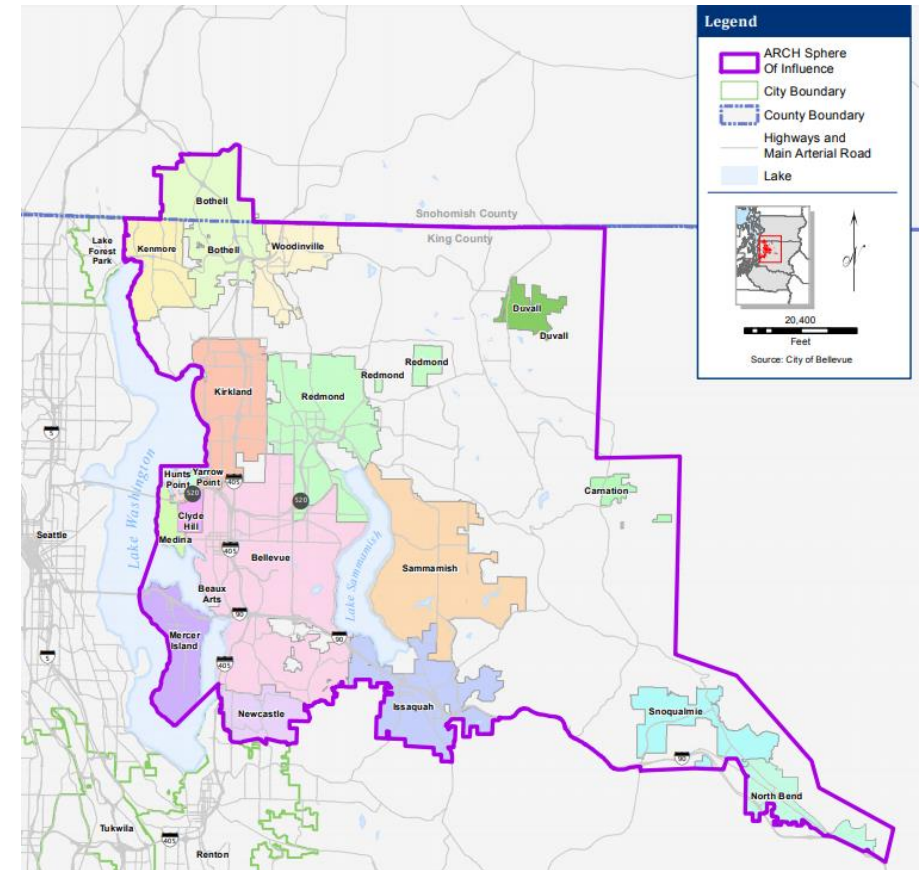 Legend
ARCH Sphere
Of Influence
City Boundary
County Boundary
Highways and
Main Arterial Road
Lake
20,400
Feet
Source: City of Bellevue
Bothell
Snohomish County
King County
Lake
Forest
Park
Kenmore
Bothell
Woodinville
Duvall
Duvall
Redmond
Redmond
Kirkland
Redmond
5
Lake Washington
Hunts
Point
Yarrow
Point
405
520
520
Clyde
Hill
Medina
Carnation
Seattle
405
Bellevue
Lake Sammamish
Sammamish
Beaux
Arts
90
90
Mercer
Island
5
405
Newcastle
Issaquah
Snoqualmie
90
North Bend
Tukwila
405
Renton